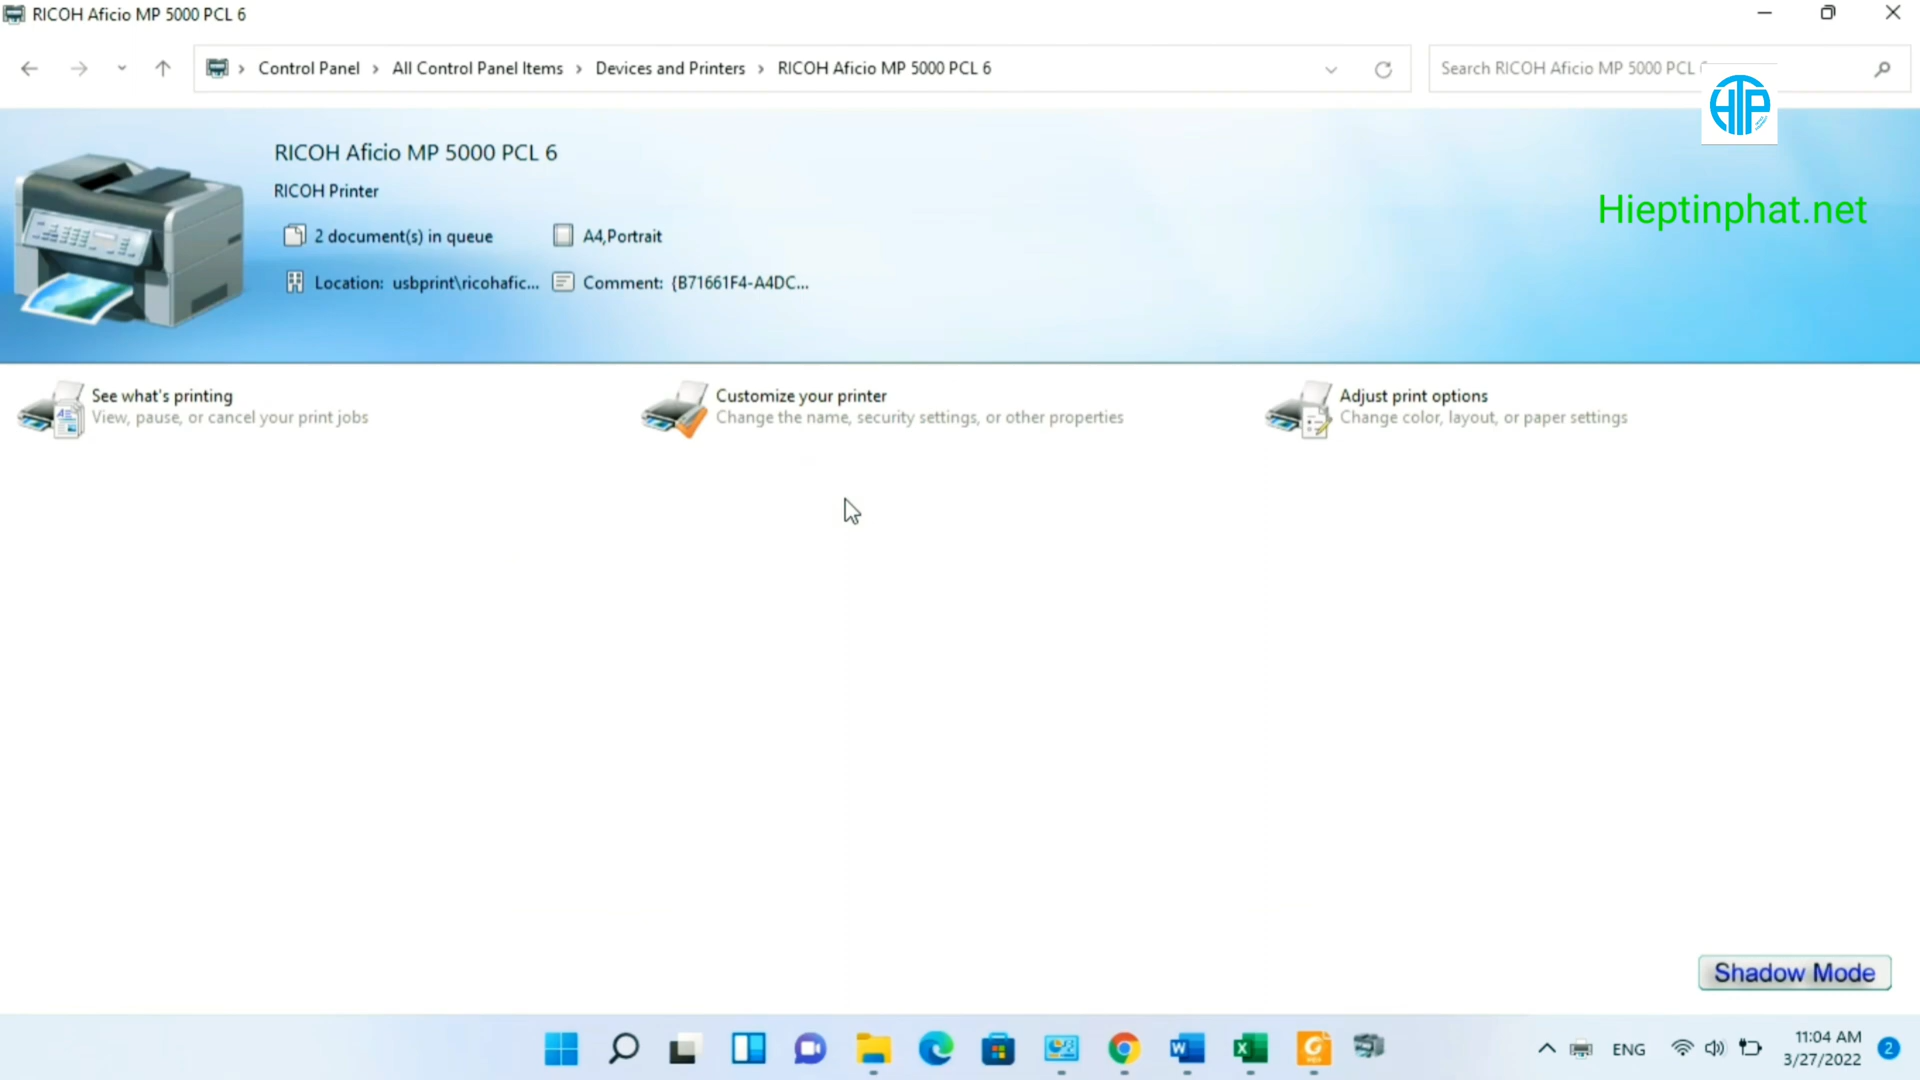 RICOH Aficio MP 5000 PCL 6
Control Panel > All Control Panel Items > Devices and Printers > RICOH Aficio MP 5000 PCL 6
Search RICOH Aficio MP 5000 PCL
HTP
RICOH Aficio MP 5000 PCL 6
RICOH Printer
Hieptinphat.net
2 document(s) in queue
A4,Portrait
Location: usbprint\ricohafic...
Comment: {B71661F4-A4DC...
See what's printing
View, pause, or cancel your print jobs
Customize your printer
Change the name, security settings, or other properties
Adjust print options
Change color, layout, or paper settings
Shadow Mode
ENG
11:04 AM
3/27/2022
2